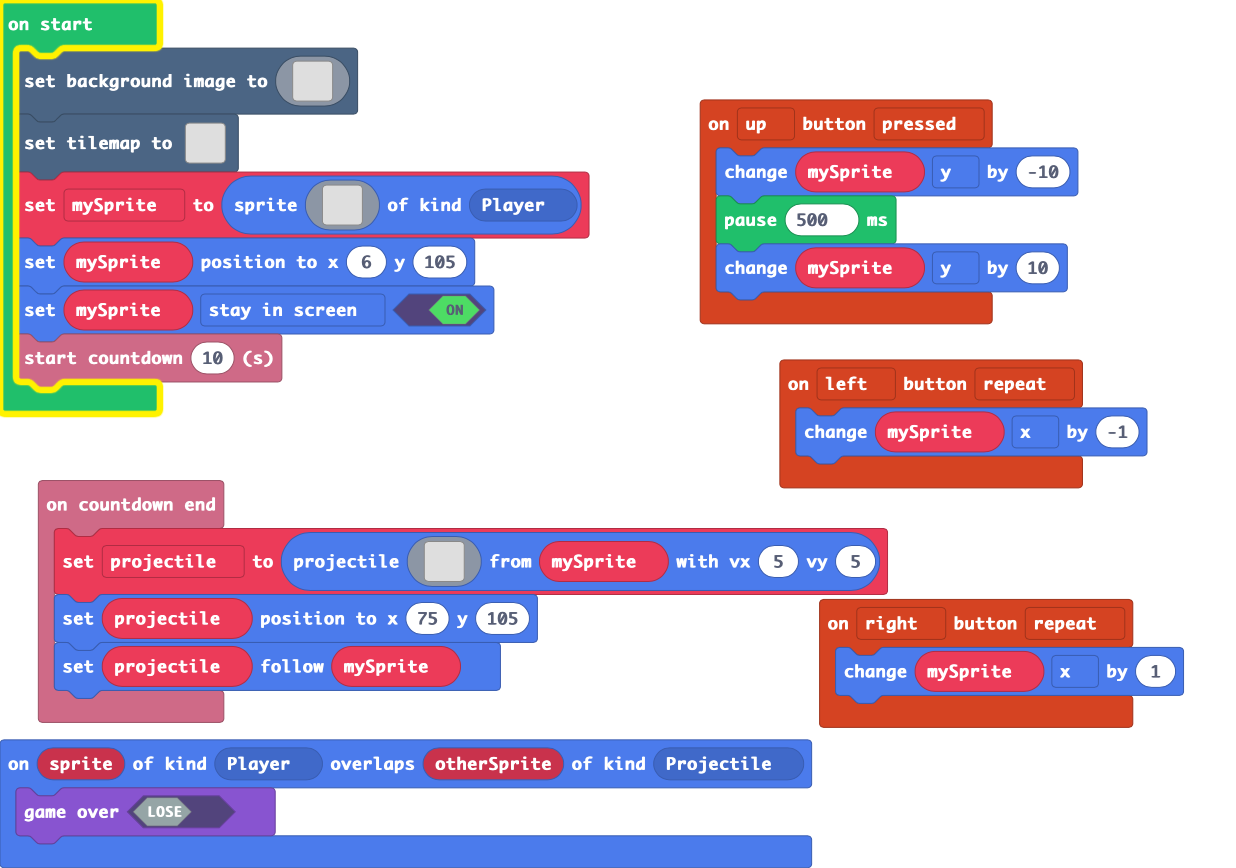 on start
set background image to
set tilemap to
set mySprite to sprite of kind Player
set mySprite position to x 6 y 105
set mySprite stay in screen ON
start countdown 10 (s)
on up button pressed
change mySprite y by -10
pause 500 ms
change mySprite y by 10
on left button repeat
change mySprite x by -1
on countdown end
set projectile to projectile from mySprite with vx 5 vy 5
set projectile position to x 75 y 105
set projectile follow mySprite
on right button repeat
change mySprite x by 1
on sprite of kind Player overlaps otherSprite of kind Projectile
game over LOSE